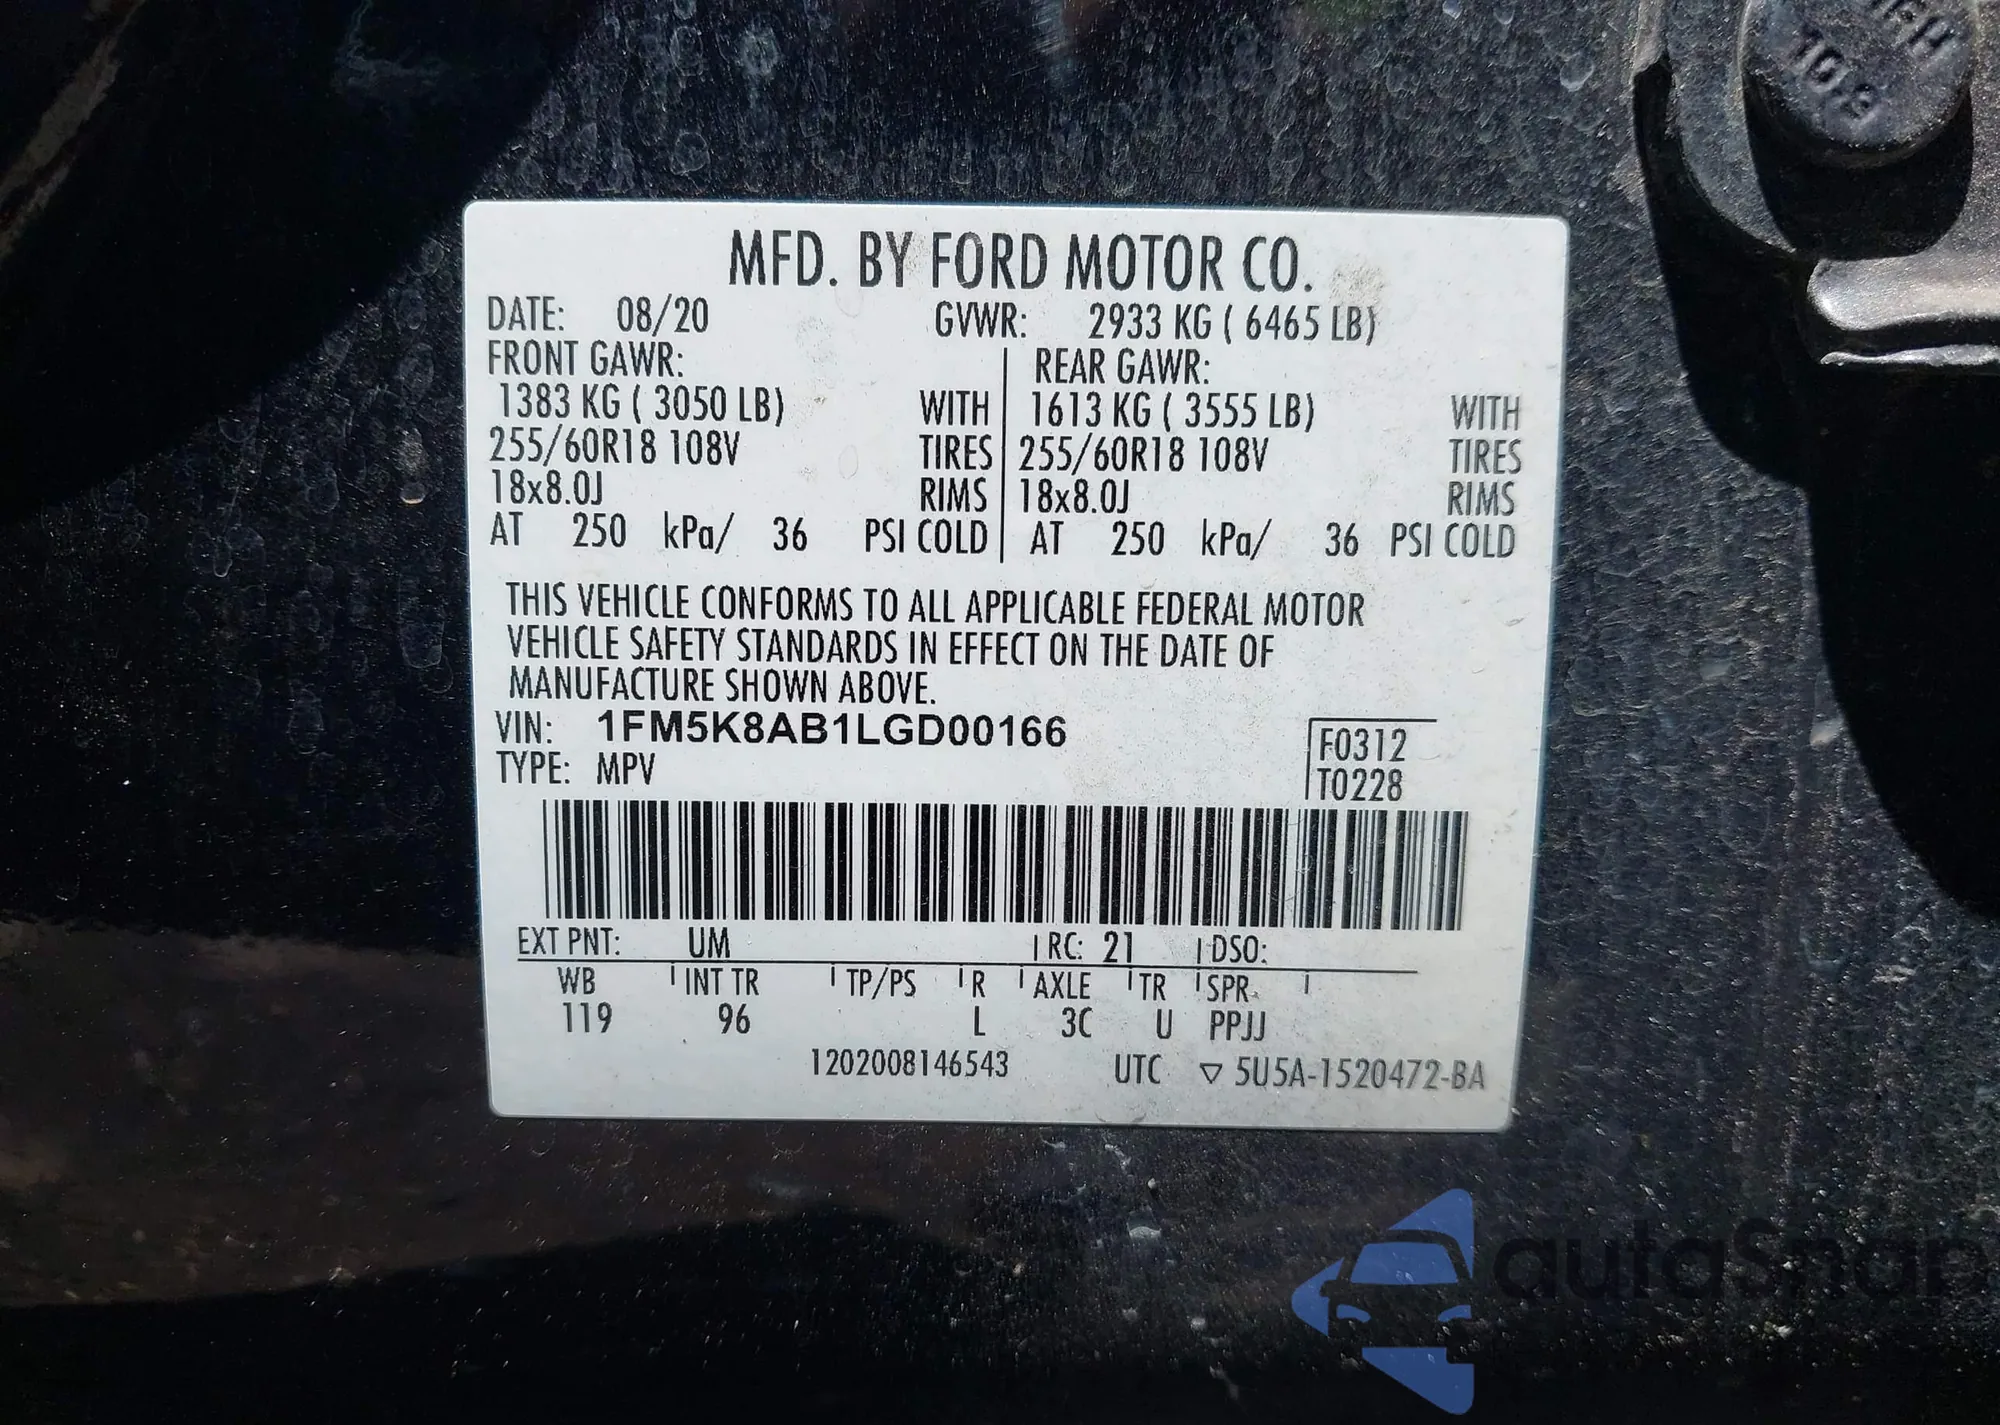 10.9
MFD. BY FORD MOTOR CO.
DATE: 08/20 GVWR: 2933 KG ( 6465 LB)
FRONT GAWR: REAR GAWR:
1383 KG ( 3050 LB) WITH 1613 KG ( 3555 LB) WITH
255/60R18 108V TIRES 255/60R18 108V TIRES
18x8.0J RIMS 18x8.0J RIMS
AT 250 kPa/ 36 PSI COLD AT 250 kPa/ 36 PSI COLD
THIS VEHICLE CONFORMS TO ALL APPLICABLE FEDERAL MOTOR
VEHICLE SAFETY STANDARDS IN EFFECT ON THE DATE OF
MANUFACTURE SHOWN ABOVE.
VIN: 1FM5K8AB1LGD00166
F0312
TYPE: MPV
T0228
EXT PNT: UM RC: 21 DSO:
WB INT TR TP/PS R AXLE TR SPR
119 96 L 3C U PPJJ
1202008146543 UTC ▽ 5U5A-1520472-BA
autoSnap